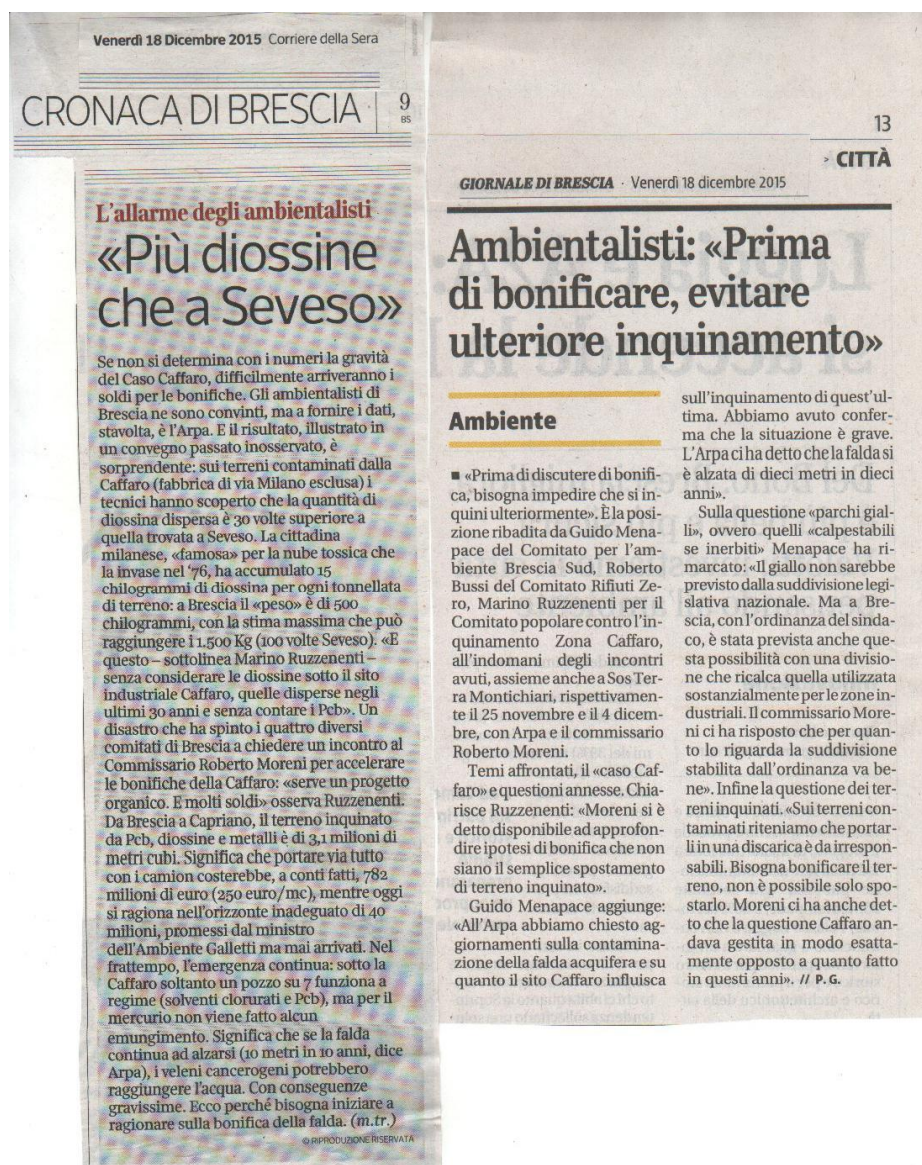 Venerdì 18 Dicembre 2015 Corriere della Sera
CRONACA DI BRESCIA
9
BS
L'allarme degli ambientalisti
«Più diossine
che a Seveso»
Se non si determina con i numeri la gravità
del Caso Caffaro, difficilmente arriveranno i
soldi per le bonifiche. Gli ambientalisti di
Brescia ne sono convinti, ma a fornire i dati,
stavolta, è l'Arpa. E il risultato, illustrato in
un convegno passato inosservato, è
sorprendente: sui terreni contaminati dalla
Caffaro (fabbrica di via Milano esclusa) i
tecnici hanno scoperto che la quantità di
diossina dispersa è 30 volte superiore a
quella trovata a Seveso. La cittadina
milanese, «famosa» per la nube tossica che
la invase nel '76, ha accumulato 15
chilogrammi di diossina per ogni tonnellata
di terreno: a Brescia il «peso» è di 500
chilogrammi, con la stima massima che può
raggiungere i 1.500 Kg (100 volte Seveso). «E
questo – sottolinea Marino Ruzzenenti –
senza considerare le diossine sotto il sito
industriale Caffaro, quelle disperse negli
ultimi 30 anni e senza contare i Pcb». Un
disastro che ha spinto i quattro diversi
comitati di Brescia a chiedere un incontro al
Commissario Roberto Moreni per accelerare
le bonifiche della Caffaro: «serve un progetto
organico. E molti soldi» osserva Ruzzenenti.
Da Brescia a Capriano, il terreno inquinato
da Pcb, diossine e metalli è di 3,1 milioni di
metri cubi. Significa che portare via tutto
con i camion costerebbe, a conti fatti, 782
milioni di euro (250 euro/mc), mentre oggi
si ragiona nell'orizzonte inadeguato di 40
milioni, promessi dal ministro
dell'Ambiente Galletti ma mai arrivati. Nel
frattempo, l'emergenza continua: sotto la
Caffaro soltanto un pozzo su 7 funziona a
regime (solventi clorurati e Pcb), ma per il
mercurio non viene fatto alcun
emungimento. Significa che se la falda
continua ad alzarsi (10 metri in 10 anni, dice
Arpa), i veleni cancerogeni potrebbero
raggiungere l'acqua. Con conseguenze
gravissime. Ecco perché bisogna iniziare a
ragionare sulla bonifica della falda. (m.tr.)
© RIPRODUZIONE RISERVATA
13
> CITTÀ
GIORNALE DI BRESCIA · Venerdì 18 dicembre 2015
Ambientalisti: «Prima
di bonificare, evitare
ulteriore inquinamento»
Ambiente
■ «Prima di discutere di bonifi-
ca, bisogna impedire che si in-
quini ulteriormente». È la posi-
zione ribadita da Guido Mena-
pace del Comitato per l'am-
biente Brescia Sud, Roberto
Bussi del Comitato Rifiuti Ze-
ro, Marino Ruzzenenti per il
Comitato popolare contro l'in-
quinamento Zona Caffaro,
all'indomani degli incontri
avuti, assieme anche a Sos Ter-
ra Montichiari, rispettivamen-
te il 25 novembre e il 4 dicem-
bre, con Arpa e il commissario
Roberto Moreni.
Temi affrontati, il «caso Caf-
faro» e questioni annesse. Chia-
risce Ruzzenenti: «Moreni si è
detto disponibile ad approfon-
dire ipotesi di bonifica che non
siano il semplice spostamento
di terreno inquinato».
Guido Menapace aggiunge:
«All'Arpa abbiamo chiesto ag-
giornamenti sulla contamina-
zione della falda acquifera e su
quanto il sito Caffaro influisca
sull'inquinamento di quest'ul-
tima. Abbiamo avuto confer-
ma che la situazione è grave.
L'Arpa ci ha detto che la falda si
è alzata di dieci metri in dieci
anni».
Sulla questione «parchi gial-
li», ovvero quelli «calpestabili
se inerbiti» Menapace ha ri-
marcato: «Il giallo non sarebbe
previsto dalla suddivisione legi-
slativa nazionale. Ma a Bre-
scia, con l'ordinanza del sinda-
co, è stata prevista anche que-
sta possibilità con una divisio-
ne che ricalca quella utilizzata
sostanzialmente per le zone in-
dustriali. Il commissario More-
ni ci ha risposto che per quan-
to lo riguarda la suddivisione
stabilita dall'ordinanza va be-
ne». Infine la questione dei ter-
reni inquinati. «Sui terreni con-
taminati riteniamo che portar-
li in una discarica è da irrespon-
sabili. Bisogna bonificare il ter-
reno, non è possibile solo spo-
starlo. Moreni ci ha anche det-
to che la questione Caffaro an-
dava gestita in modo esatta-
mente opposto a quanto fatto
in questi anni». // P. G.